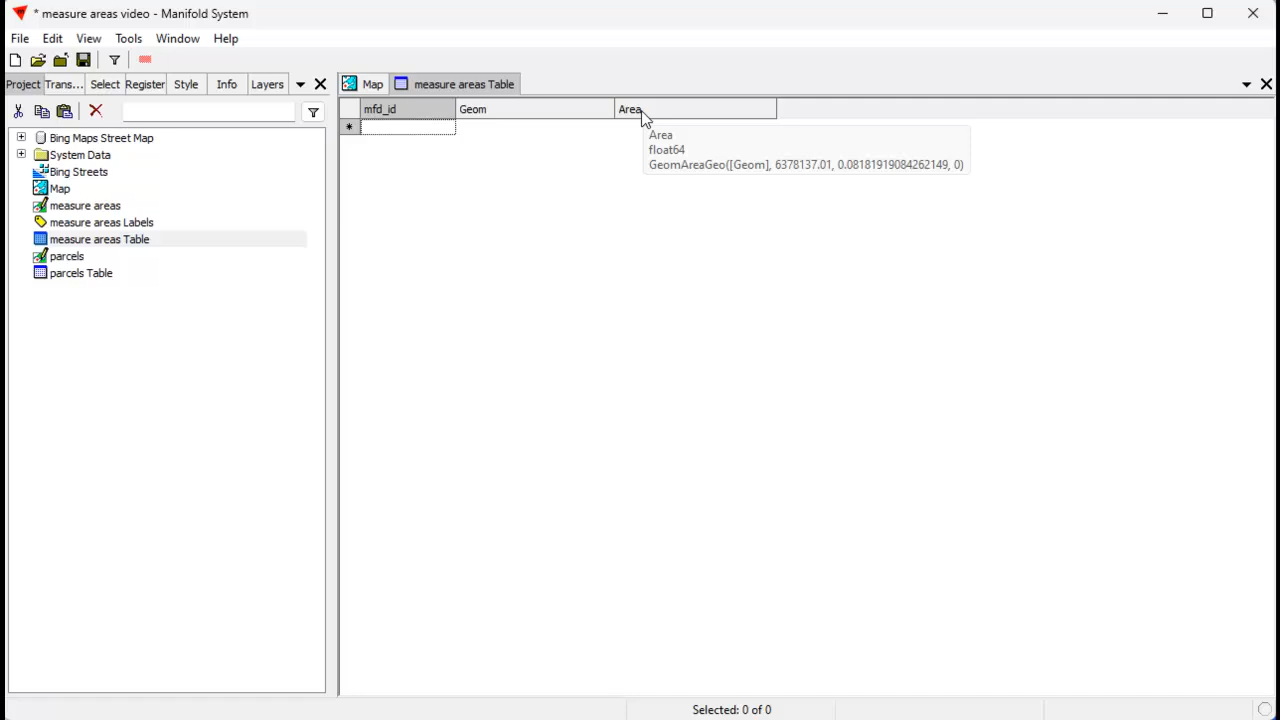 * measure areas video - Manifold System
File Edit View Tools Window Help
Project Trans... Select Register Style Info Layers
Map measure areas Table
mfd_id Geom Area
*
Area
float64
GeomAreaGeo([Geom], 6378137.01, 0.08181919084262149, 0)
Bing Maps Street Map
System Data
Bing Streets
Map
measure areas
measure areas Labels
measure areas Table
parcels
parcels Table
Selected: 0 of 0